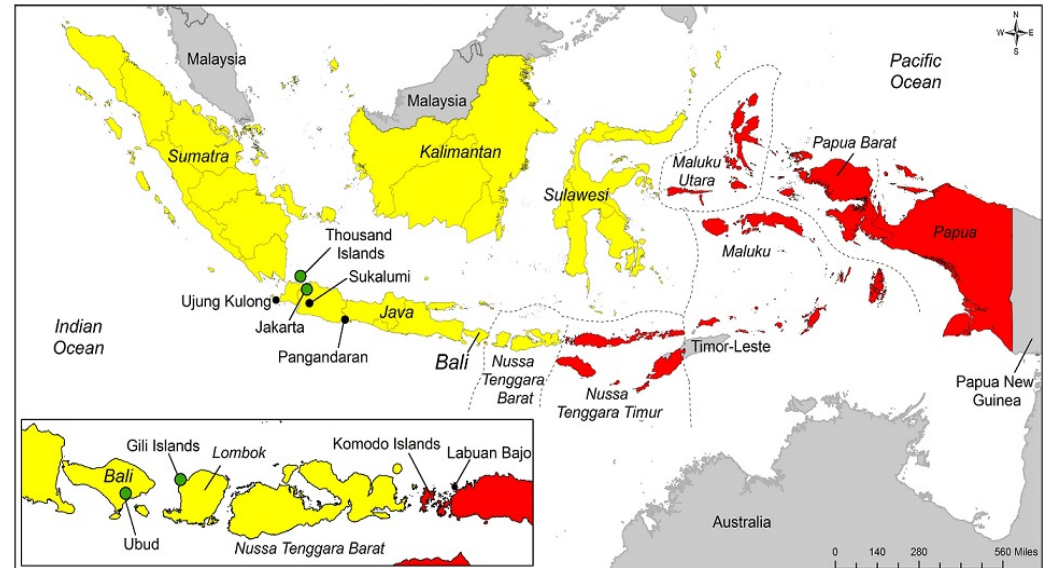 N
W E
S
Malaysia
Pacific
Ocean
Malaysia
Papua Barat
Sumatra
Kalimantan
Maluku
Utara
Sulawesi
Papua
Maluku
Thousand
Islands
Sukalumi
Ujung Kulong
Java
Jakarta
Indian
Ocean
Pangandaran
Bali
Nussa
Tenggara
Barat
Timor-Leste
Nussa
Tenggara Timur
Papua New
Guinea
Gili Islands
Lombok
Komodo Islands
Labuan Bajo
Bali
Ubud
Nussa Tenggara Barat
Australia
0 140 280 560 Miles